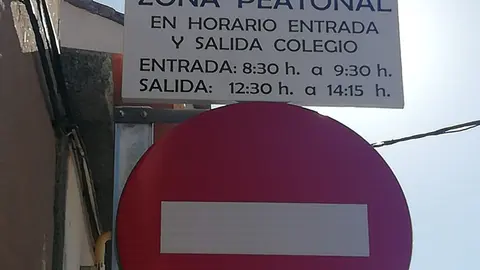 ZONA PEATONAL
EN HORARIO ENTRADA
Y SALIDA COLEGIO
ENTRADA: 8:30 h. a 9:30 h.
SALIDA: 12:30 h. a 14:15 h.